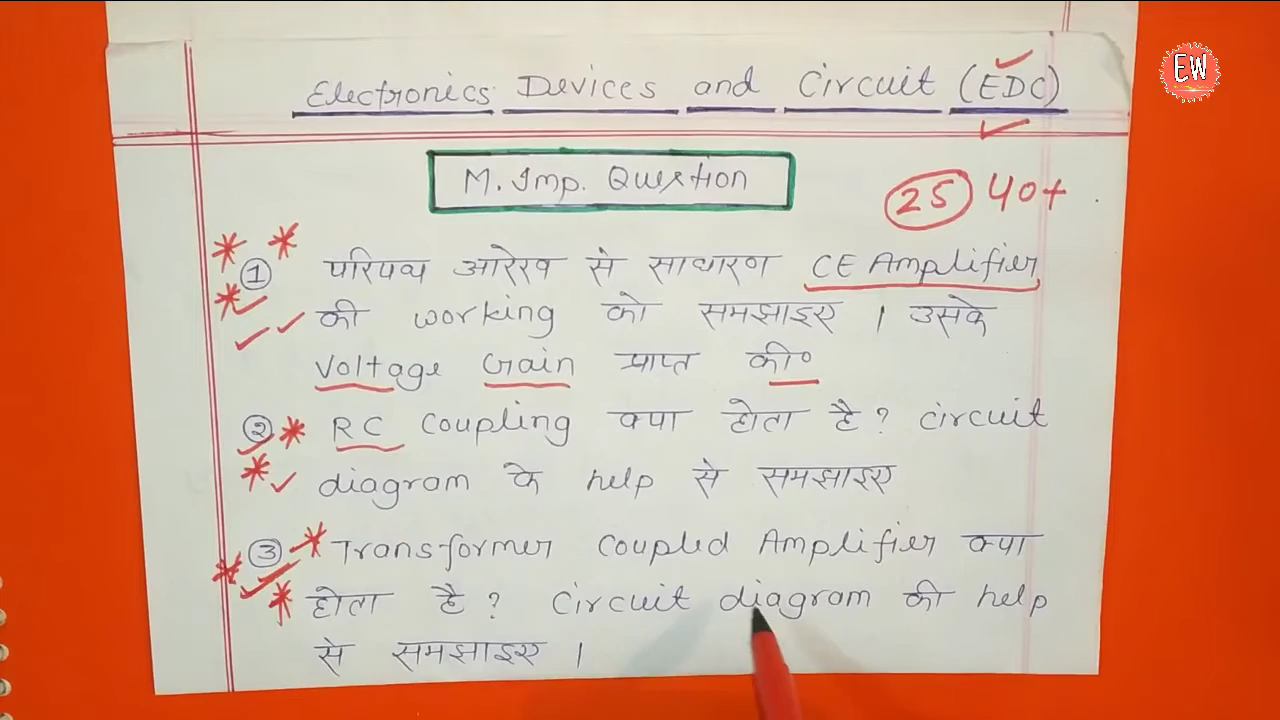 EW
Electronics Devices and Circuit (EDC)
M. Imp. Question
25 40+
① परिपथ आरेख से साधारण CE Amplifier
की working को समझाइए । उसके
Voltage Gain प्राप्त की॰
② RC Coupling क्या होता है? Circuit
diagram के help से समझाइए
③ Transformer Coupled Amplifier क्या
होता है? Circuit diagram की help
से समझाइए ।